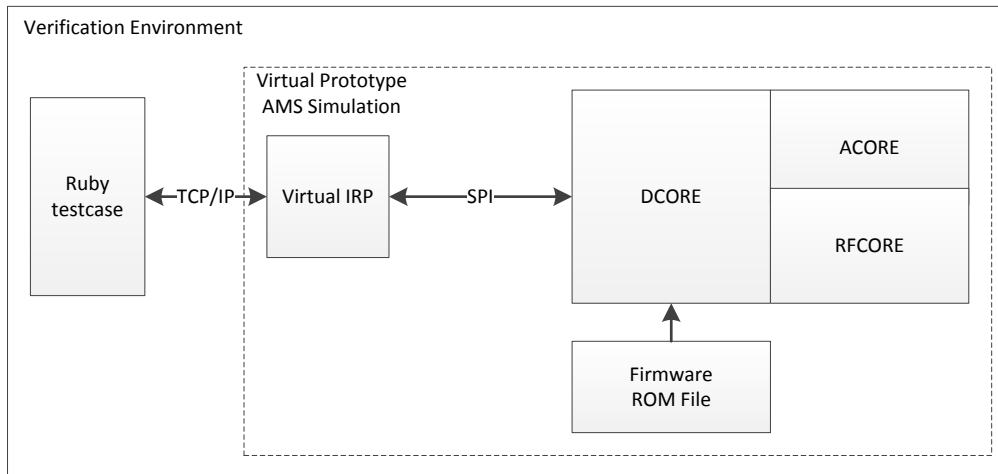 Verification Environment
Virtual Prototype
AMS Simulation
Ruby
testcase
TCP/IP
Virtual IRP
SPI
DCORE
ACORE
RFCORE
Firmware
ROM File